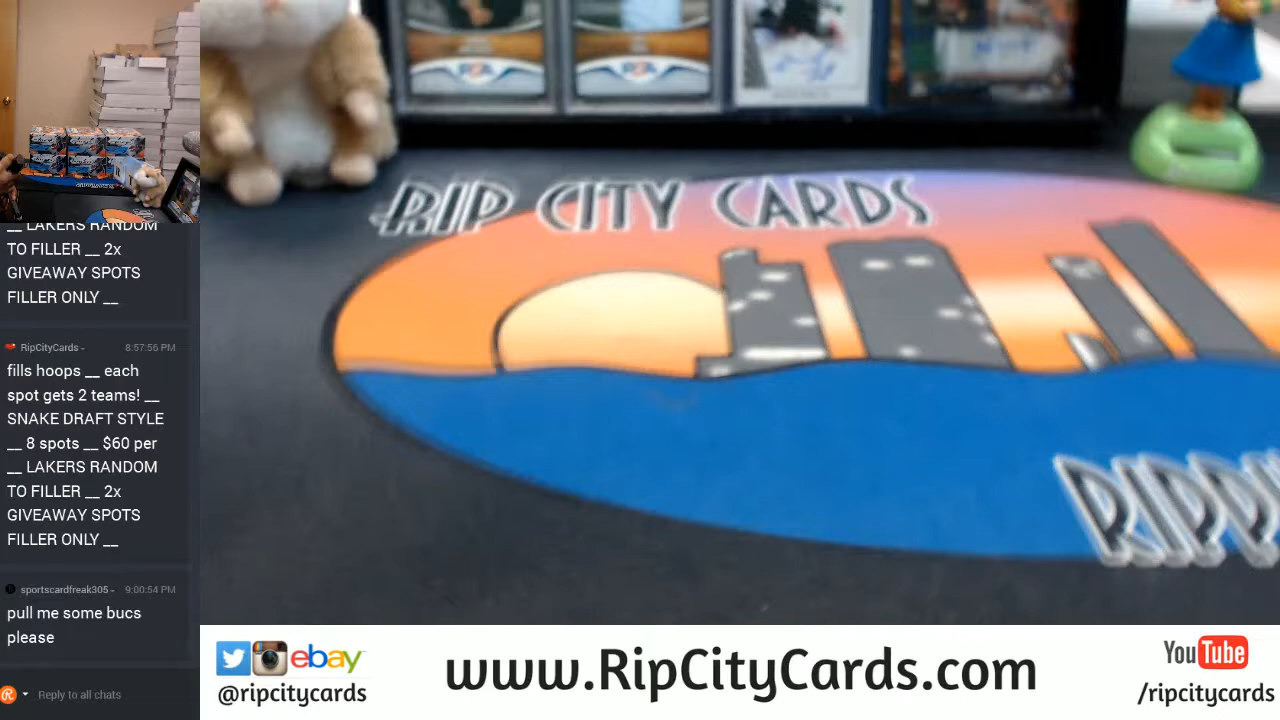 LAKERS RANDOM
TO FILLER __ 2x
GIVEAWAY SPOTS
FILLER ONLY __
RipCityCards
8:57:56 PM
fills hoops __ each
spot gets 2 teams! __
SNAKE DRAFT STYLE
__ 8 spots __ $60 per
__ LAKERS RANDOM
TO FILLER __ 2x
GIVEAWAY SPOTS
FILLER ONLY __
sportscardfreak305
9:00:54 PM
pull me some bucs
please
Reply to all chats
RIP CITY CARDS
ebay
@ripcitycards
www.RipCityCards.com
YouTube
/ripcitycards